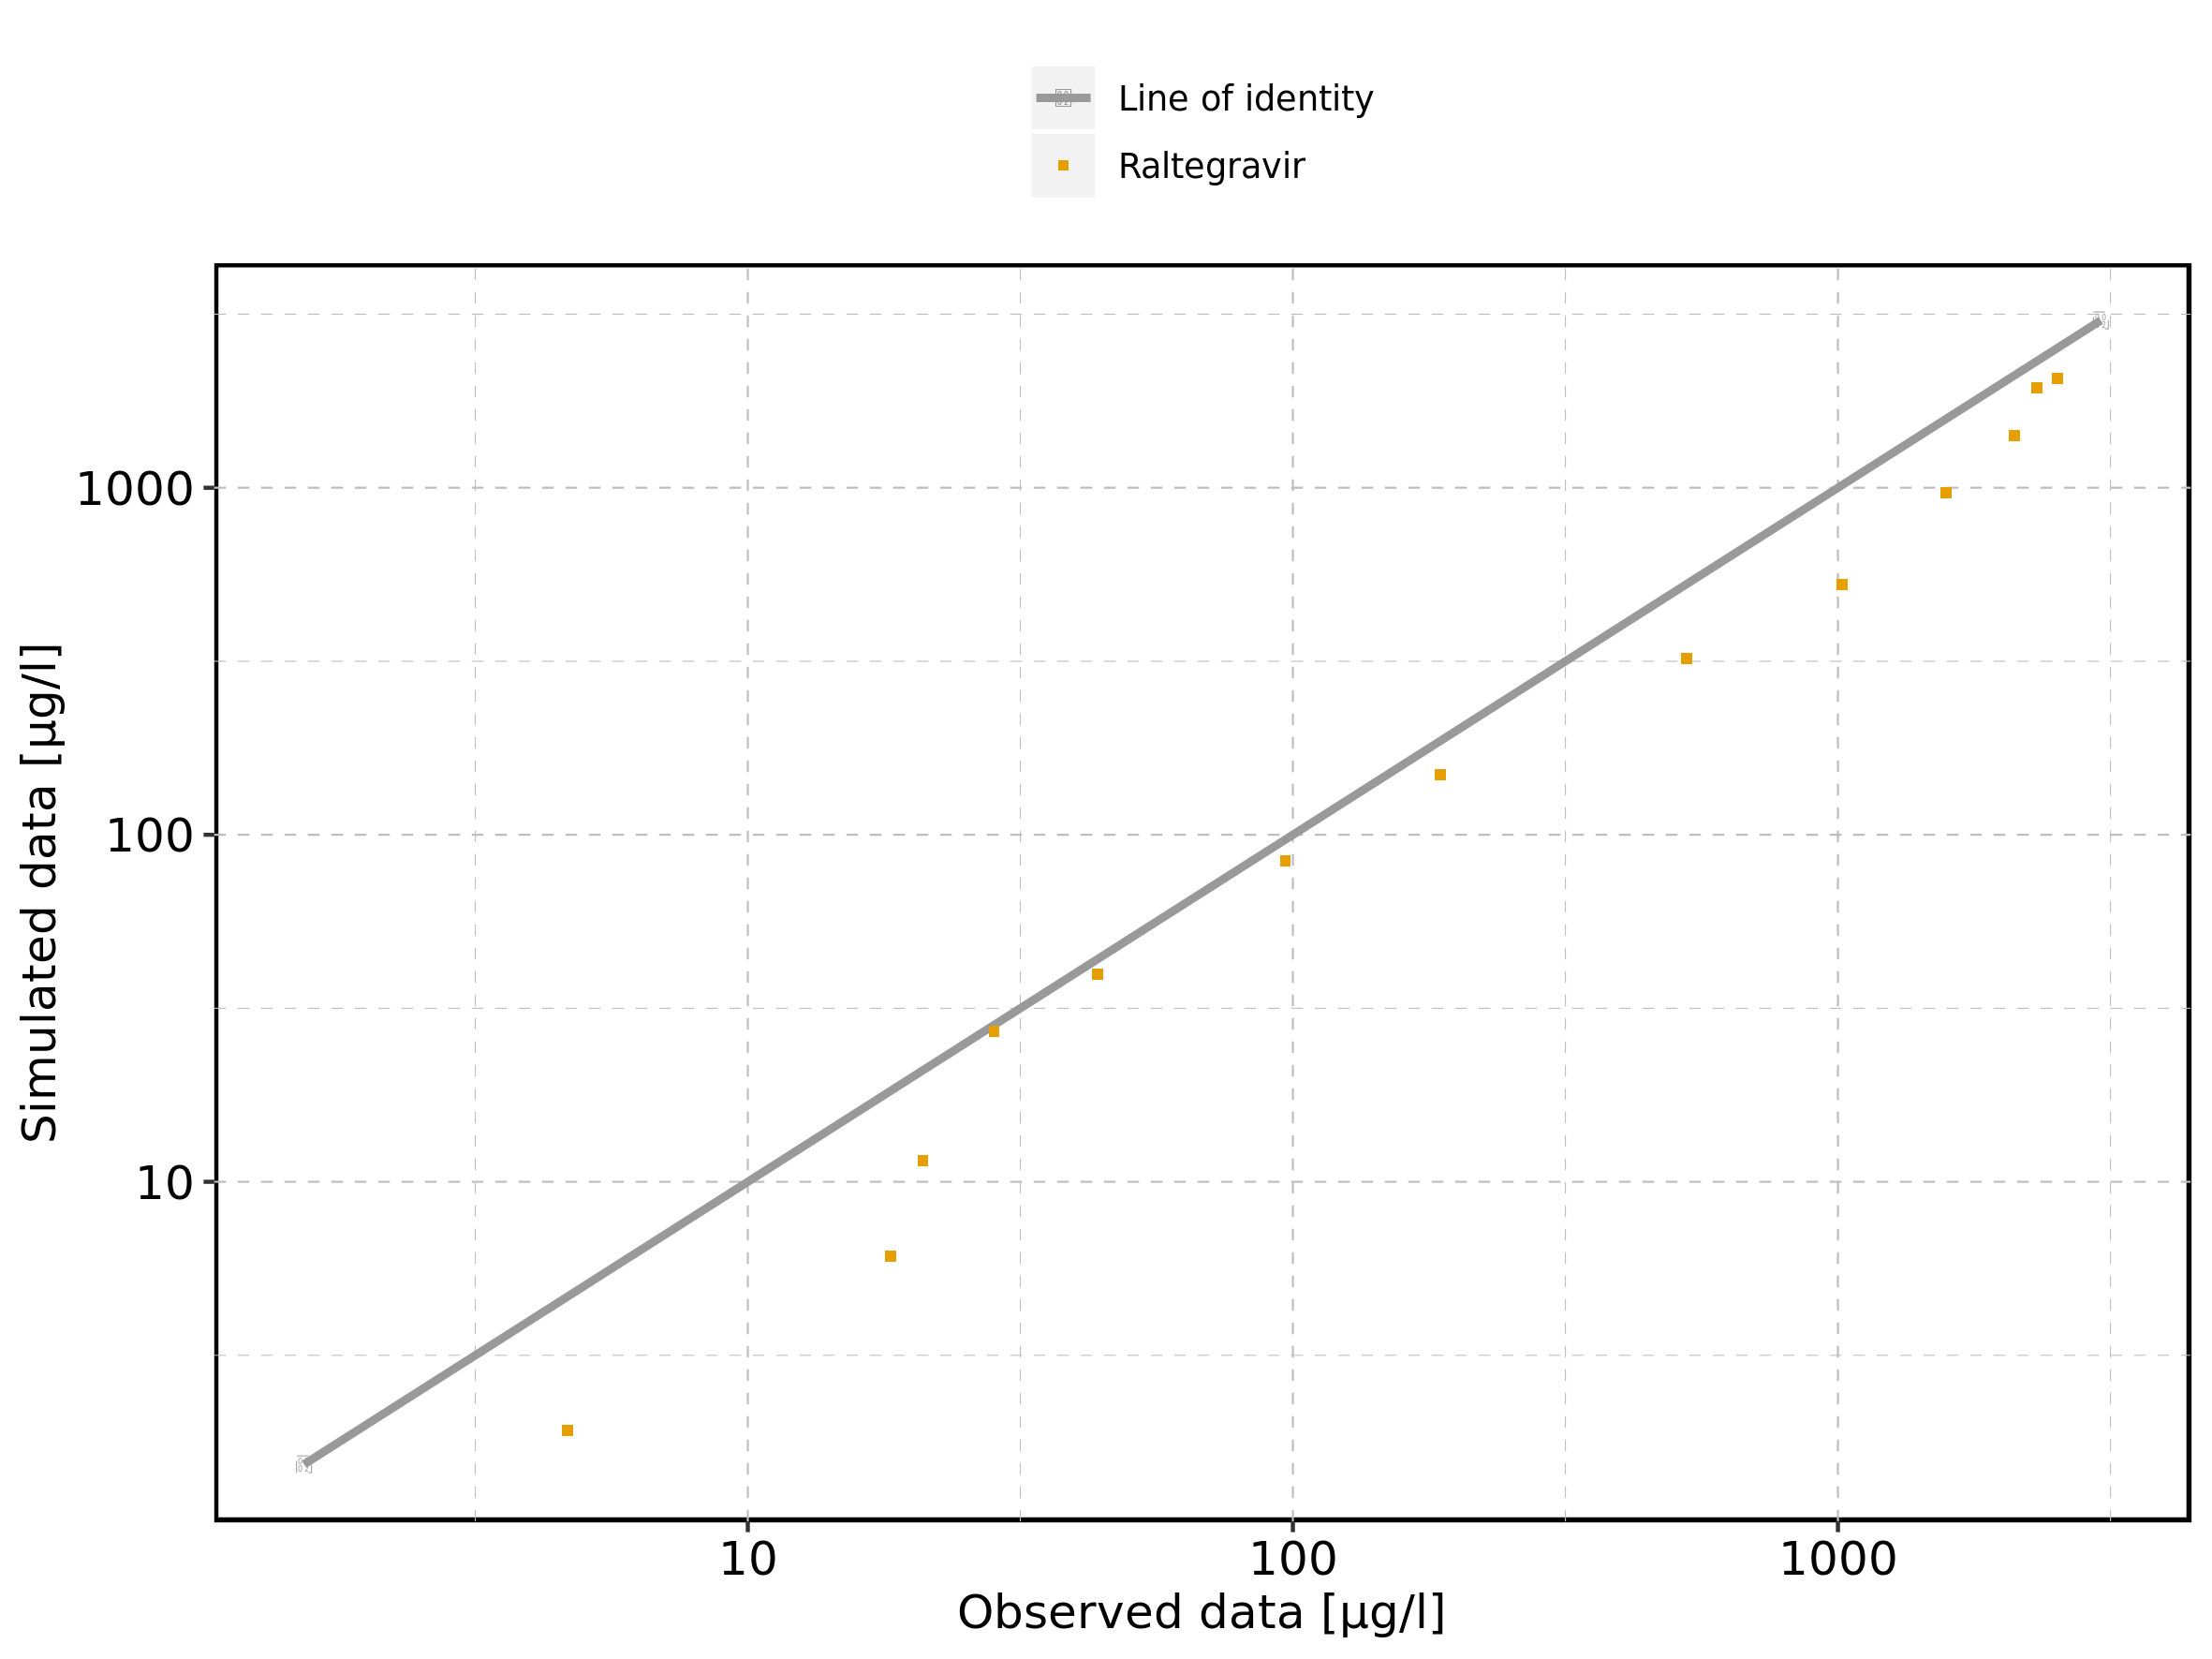 Line of identity
Raltegravir
Simulated data [µg/l]
1000
100
10
10
100
1000
Observed data [µg/l]